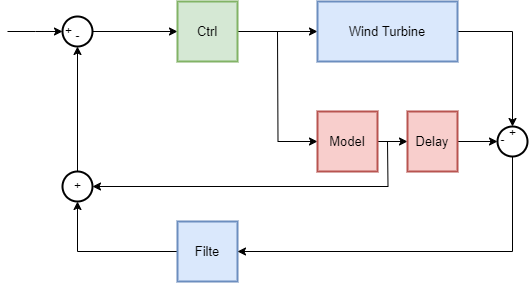 +
-
Ctrl
Wind Turbine
Model
Delay
-
+
+
Filte